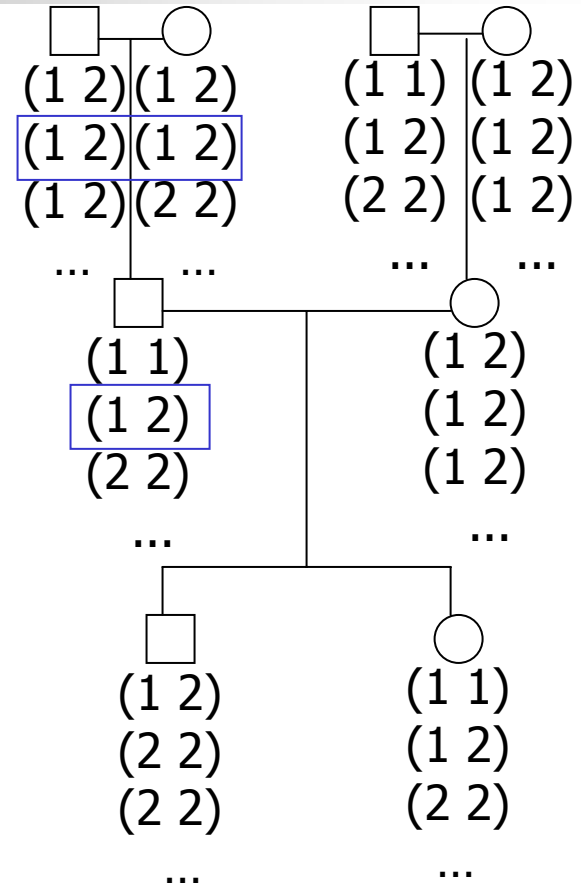 (1 2) (1 2) (1 1) (1 2)
(1 2) (1 2) (1 2) (1 2)
(1 2) (2 2) (2 2) (1 2)
... ... ... ...
(1 1) (1 2)
(1 2) (1 2)
(2 2) (1 2)
... ...
(1 2) (1 1)
(2 2) (1 2)
(2 2) (2 2)
... ...